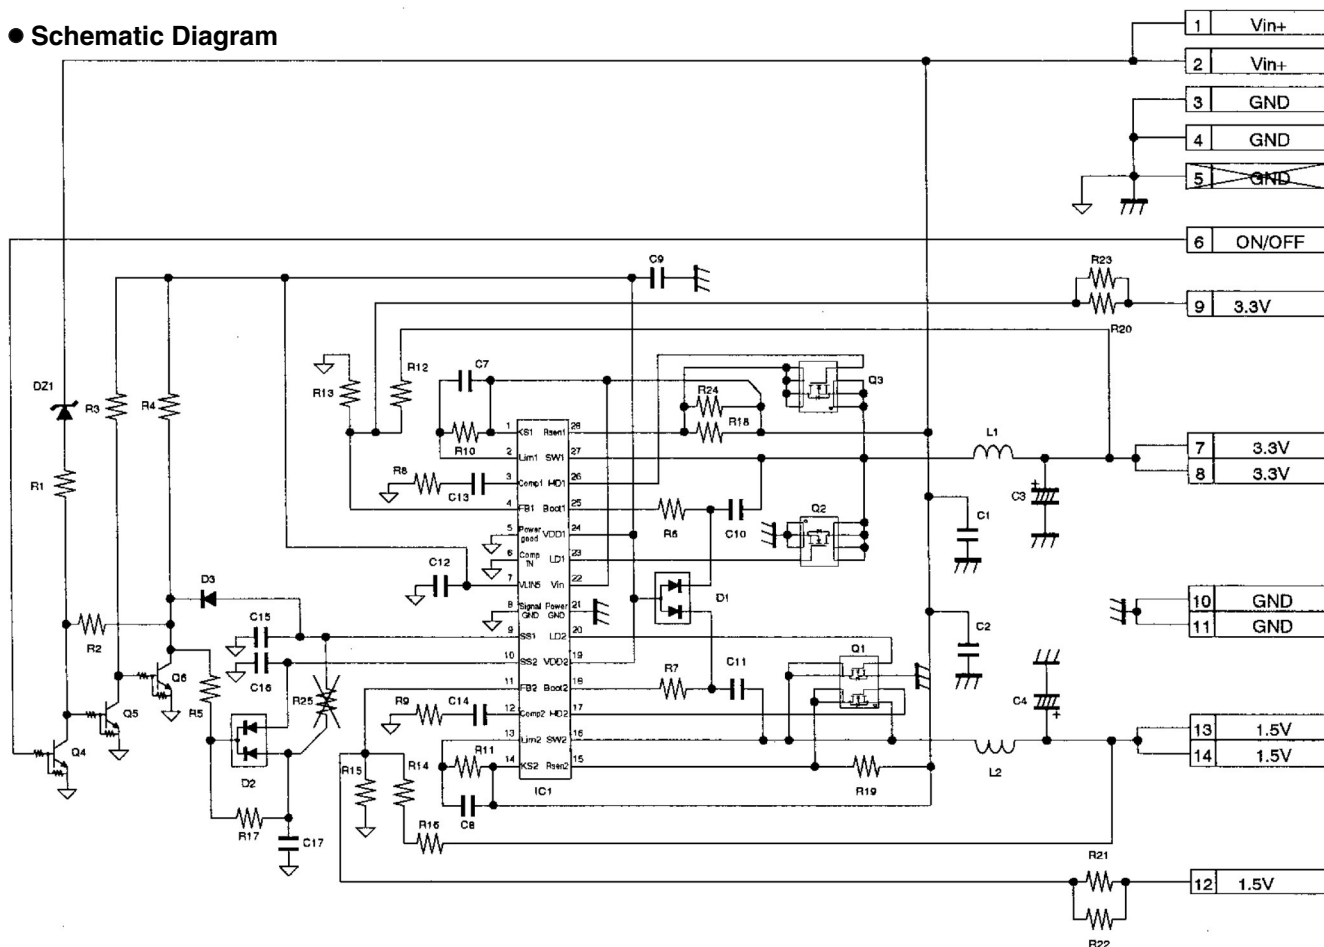 ● Schematic Diagram
1 Vin+
2 Vin+
3 GND
4 GND
5 GND
6 ON/OFF
C9
R23
9 3.3V
R20
DZ1
R3
R4
R13
R12
C7
R24
Q3
R10
R18
1 KS1 Rsen1 28
2 Lim1 SW1 27
3 Comp1 HD1 26
4 FB1 Boot1 25
5 Power good VDD1 24
6 Comp IN LD1 23
7 VLIN5 Vin 22
8 Signal GND Power GND 21
9 SS1 LD2 20
10 SS2 VDD2 19
11 FB2 Boot2 18
12 Comp2 HD2 17
13 Lim2 SW2 16
14 KS2 Rsen2 15
IC1
L1
7 3.3V
8 3.3V
R1
R8
C13
C3
R6
C10
Q2
C1
C12
D3
D1
10 GND
11 GND
C15
R2
C2
Q1
C16
R7
C11
Q6
R5
R25
R9
C14
C4
Q5
Q4
D2
R11
R15
R14
13 1.5V
14 1.5V
L2
R19
R17
C17
C8
R16
R21
12 1.5V
R22